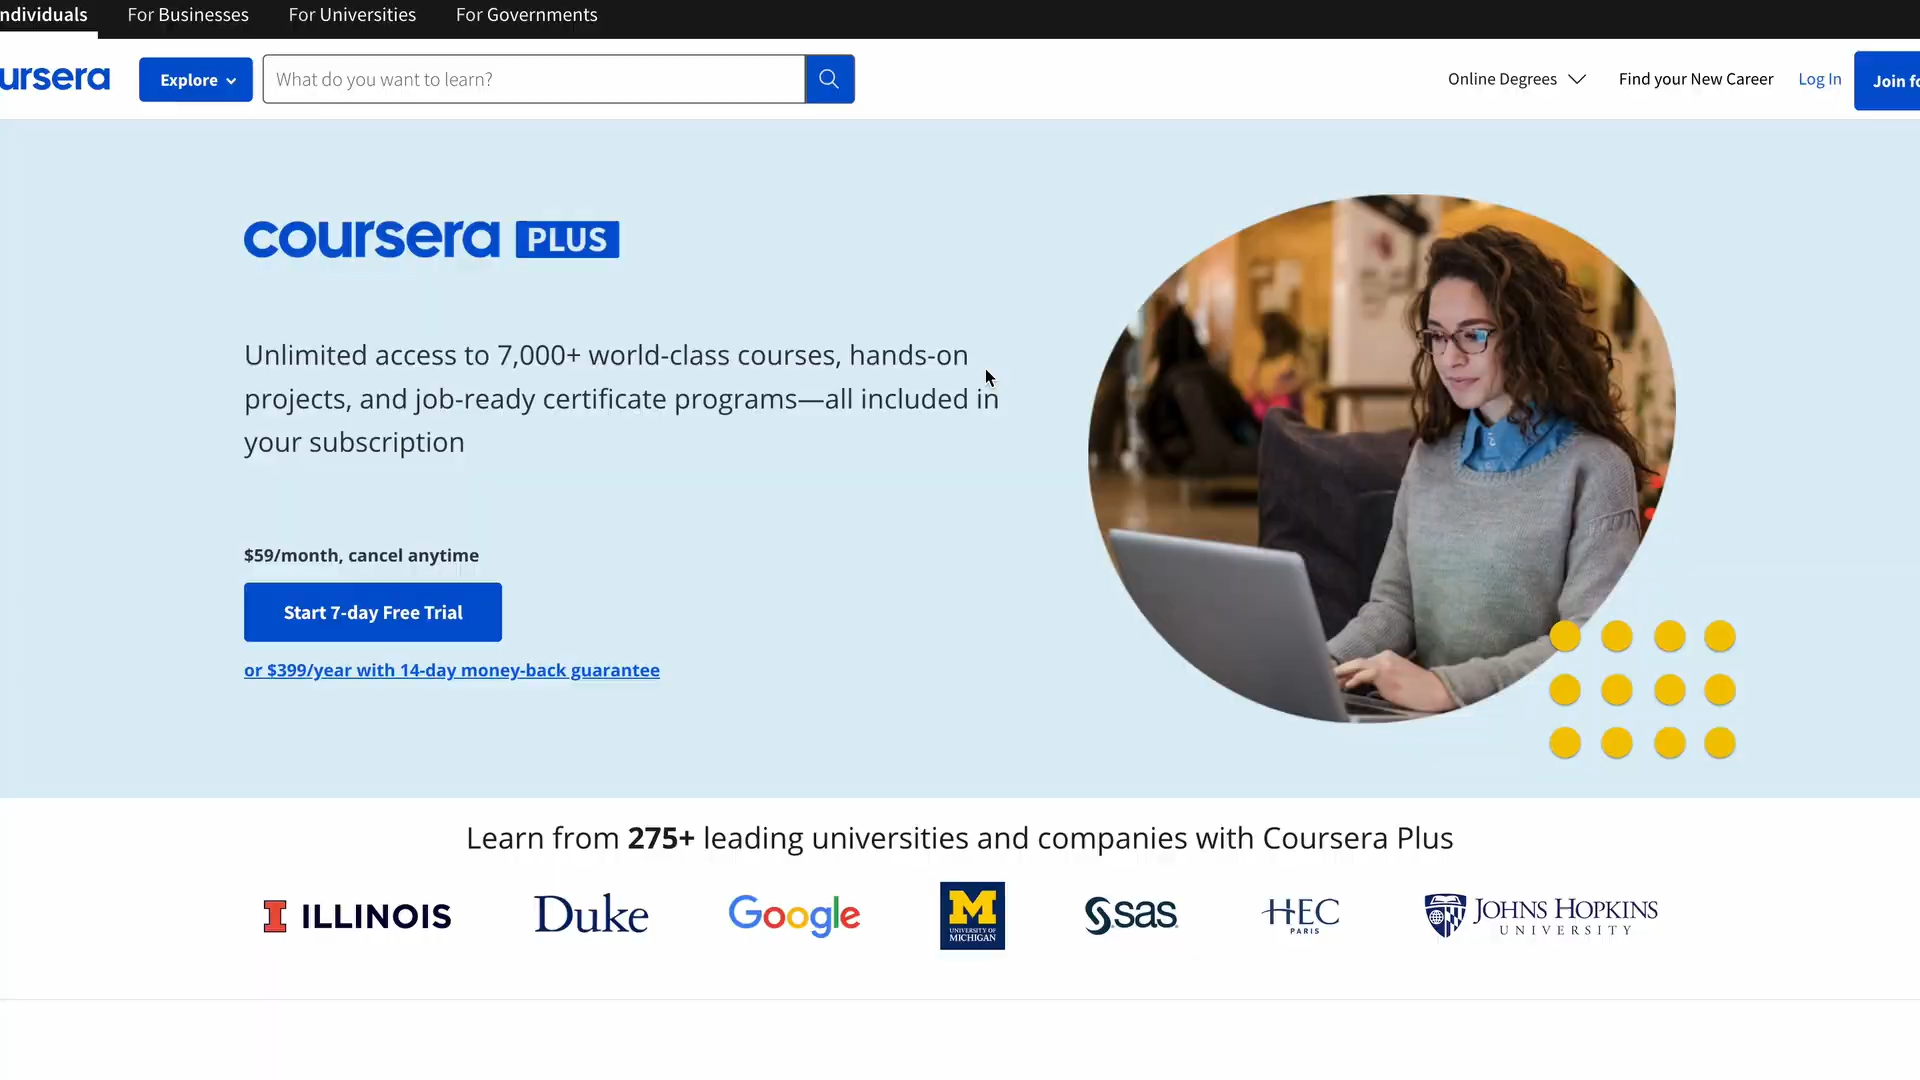 ndividuals For Businesses For Universities For Governments
ursera Explore What do you want to learn? Online Degrees Find your New Career Log In Join fo
coursera PLUS
Unlimited access to 7,000+ world-class courses, hands-on
projects, and job-ready certificate programs—all included in
your subscription
$59/month, cancel anytime
Start 7-day Free Trial
or $399/year with 14-day money-back guarantee
Learn from 275+ leading universities and companies with Coursera Plus
I ILLINOIS Duke Google M UNIVERSITY OF MICHIGAN sas HEC PARIS JOHNS HOPKINS UNIVERSITY